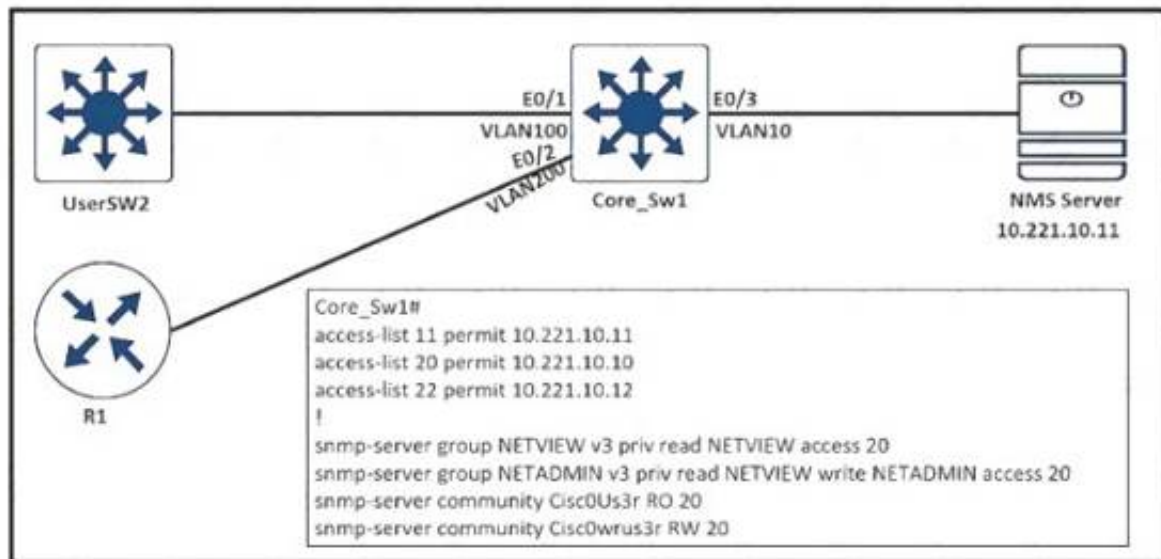 E0/1
E0/3
VLAN100
VLAN10
E0/2
VLAN200
UserSW2
Core_Sw1
NMS Server
10.221.10.11
R1
Core_Sw1#
access-list 11 permit 10.221.10.11
access-list 20 permit 10.221.10.10
access-list 22 permit 10.221.10.12
!
snmp-server group NETVIEW v3 priv read NETVIEW access 20
snmp-server group NETADMIN v3 priv read NETVIEW write NETADMIN access 20
snmp-server community Cisc0Us3r RO 20
snmp-server community Cisc0wrus3r RW 20